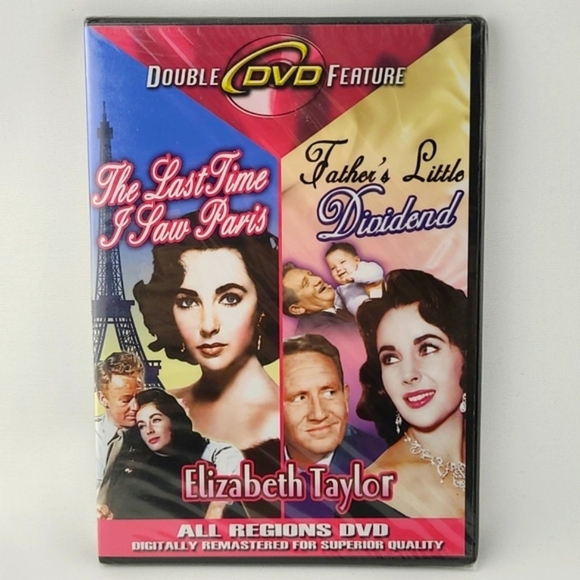 DOUBLE DVD FEATURE
The Last Time
I Saw Paris
Father's Little
Dividend
Elizabeth Taylor
ALL REGIONS DVD
DIGITALLY REMASTERED FOR SUPERIOR QUALITY